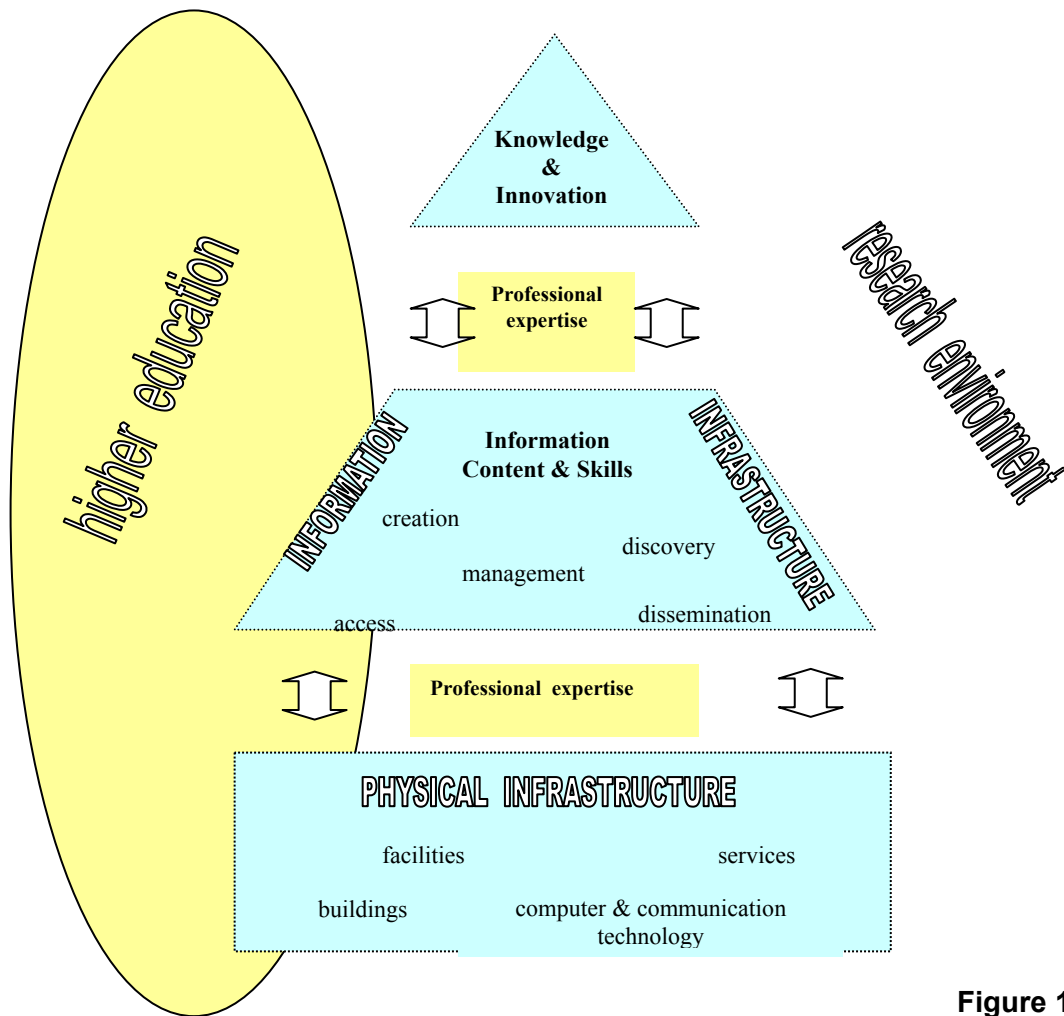 Knowledge
&
Innovation
higher education
research environment
Professional
expertise
INFORMATION
INFRASTRUCTURE
Information
Content & Skills
creation
discovery
management
access
dissemination
Professional expertise
PHYSICAL INFRASTRUCTURE
facilities
services
buildings
computer & communication
technology
Figure 1